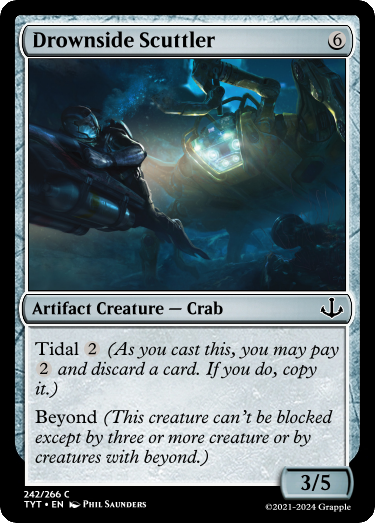 Drownside Scuttler 6
Artifact Creature — Crab
Tidal 2 (As you cast this, you may pay
2 and discard a card. If you do, copy
it.)
Beyond (This creature can't be blocked
except by three or more creature or by
creatures with beyond.)
3/5
242/266 C
TYT • EN Phil Saunders
©2021-2024 Grapple